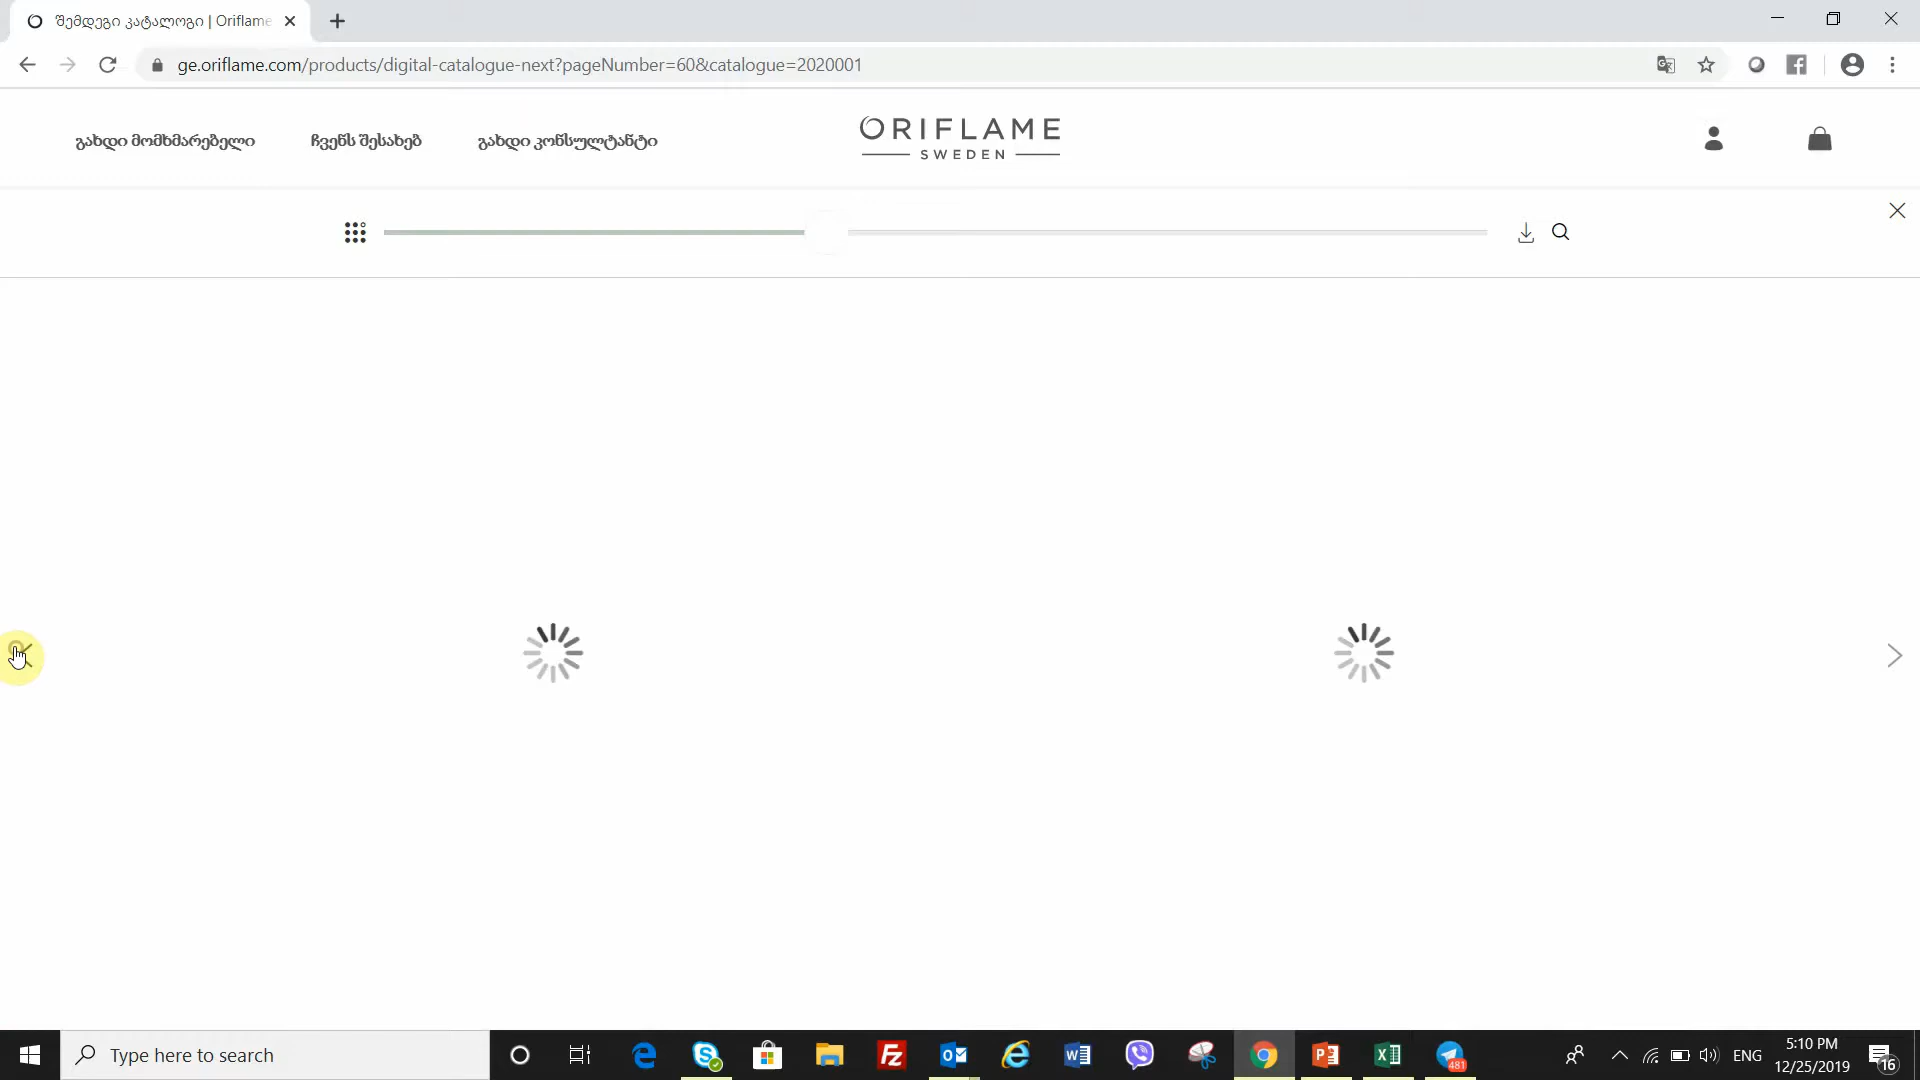 შემდეგი კატალოგი | Oriflame
ge.oriflame.com/products/digital-catalogue-next?pageNumber=60&catalogue=2020001
გახდი მომხმარებელი
ჩვენს შესახებ
გახდი კონსულტანტი
ORIFLAME
SWEDEN
Type here to search
481
ENG
5:10 PM
12/25/2019
16